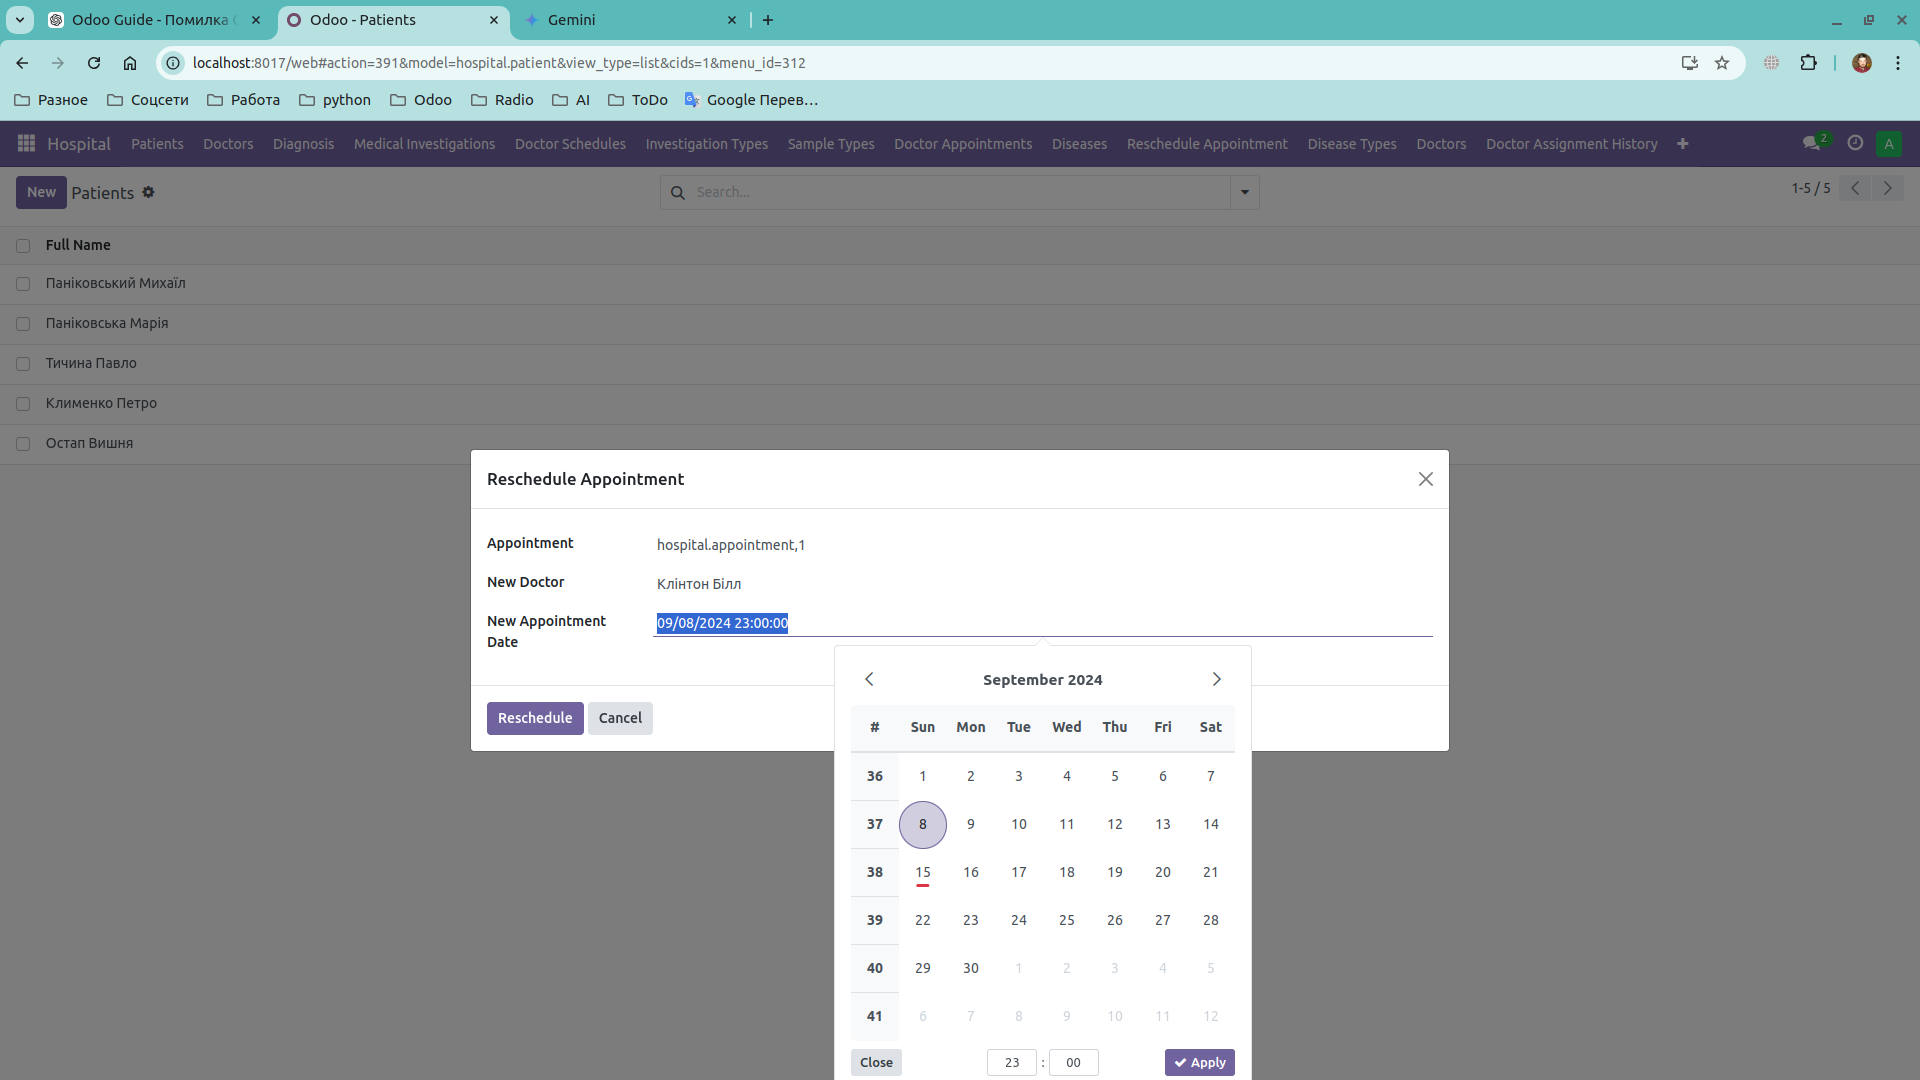 Odoo Guide - Помилка
Odoo - Patients
Gemini
localhost:8017/web#action=391&model=hospital.patient&view_type=list&cids=1&menu_id=312
Разное Соцсети Работа python Odoo Radio AI ToDo Google Перев...
Hospital Patients Doctors Diagnosis Medical Investigations Doctor Schedules Investigation Types Sample Types Doctor Appointments Diseases Reschedule Appointment Disease Types Doctors Doctor Assignment History 2 A
New Patients Search... 1-5 / 5
Full Name
Паніковський Михаїл
Паніковська Марія
Тичина Павло
Клименко Петро
Остап Вишня
Reschedule Appointment
Appointment hospital.appointment,1
New Doctor Клінтон Білл
New Appointment Date 09/08/2024 23:00:00
Reschedule Cancel
September 2024
# Sun Mon Tue Wed Thu Fri Sat
36 1 2 3 4 5 6 7
37 8 9 10 11 12 13 14
38 15 16 17 18 19 20 21
39 22 23 24 25 26 27 28
40 29 30 1 2 3 4 5
41 6 7 8 9 10 11 12
Close 23 : 00 Apply